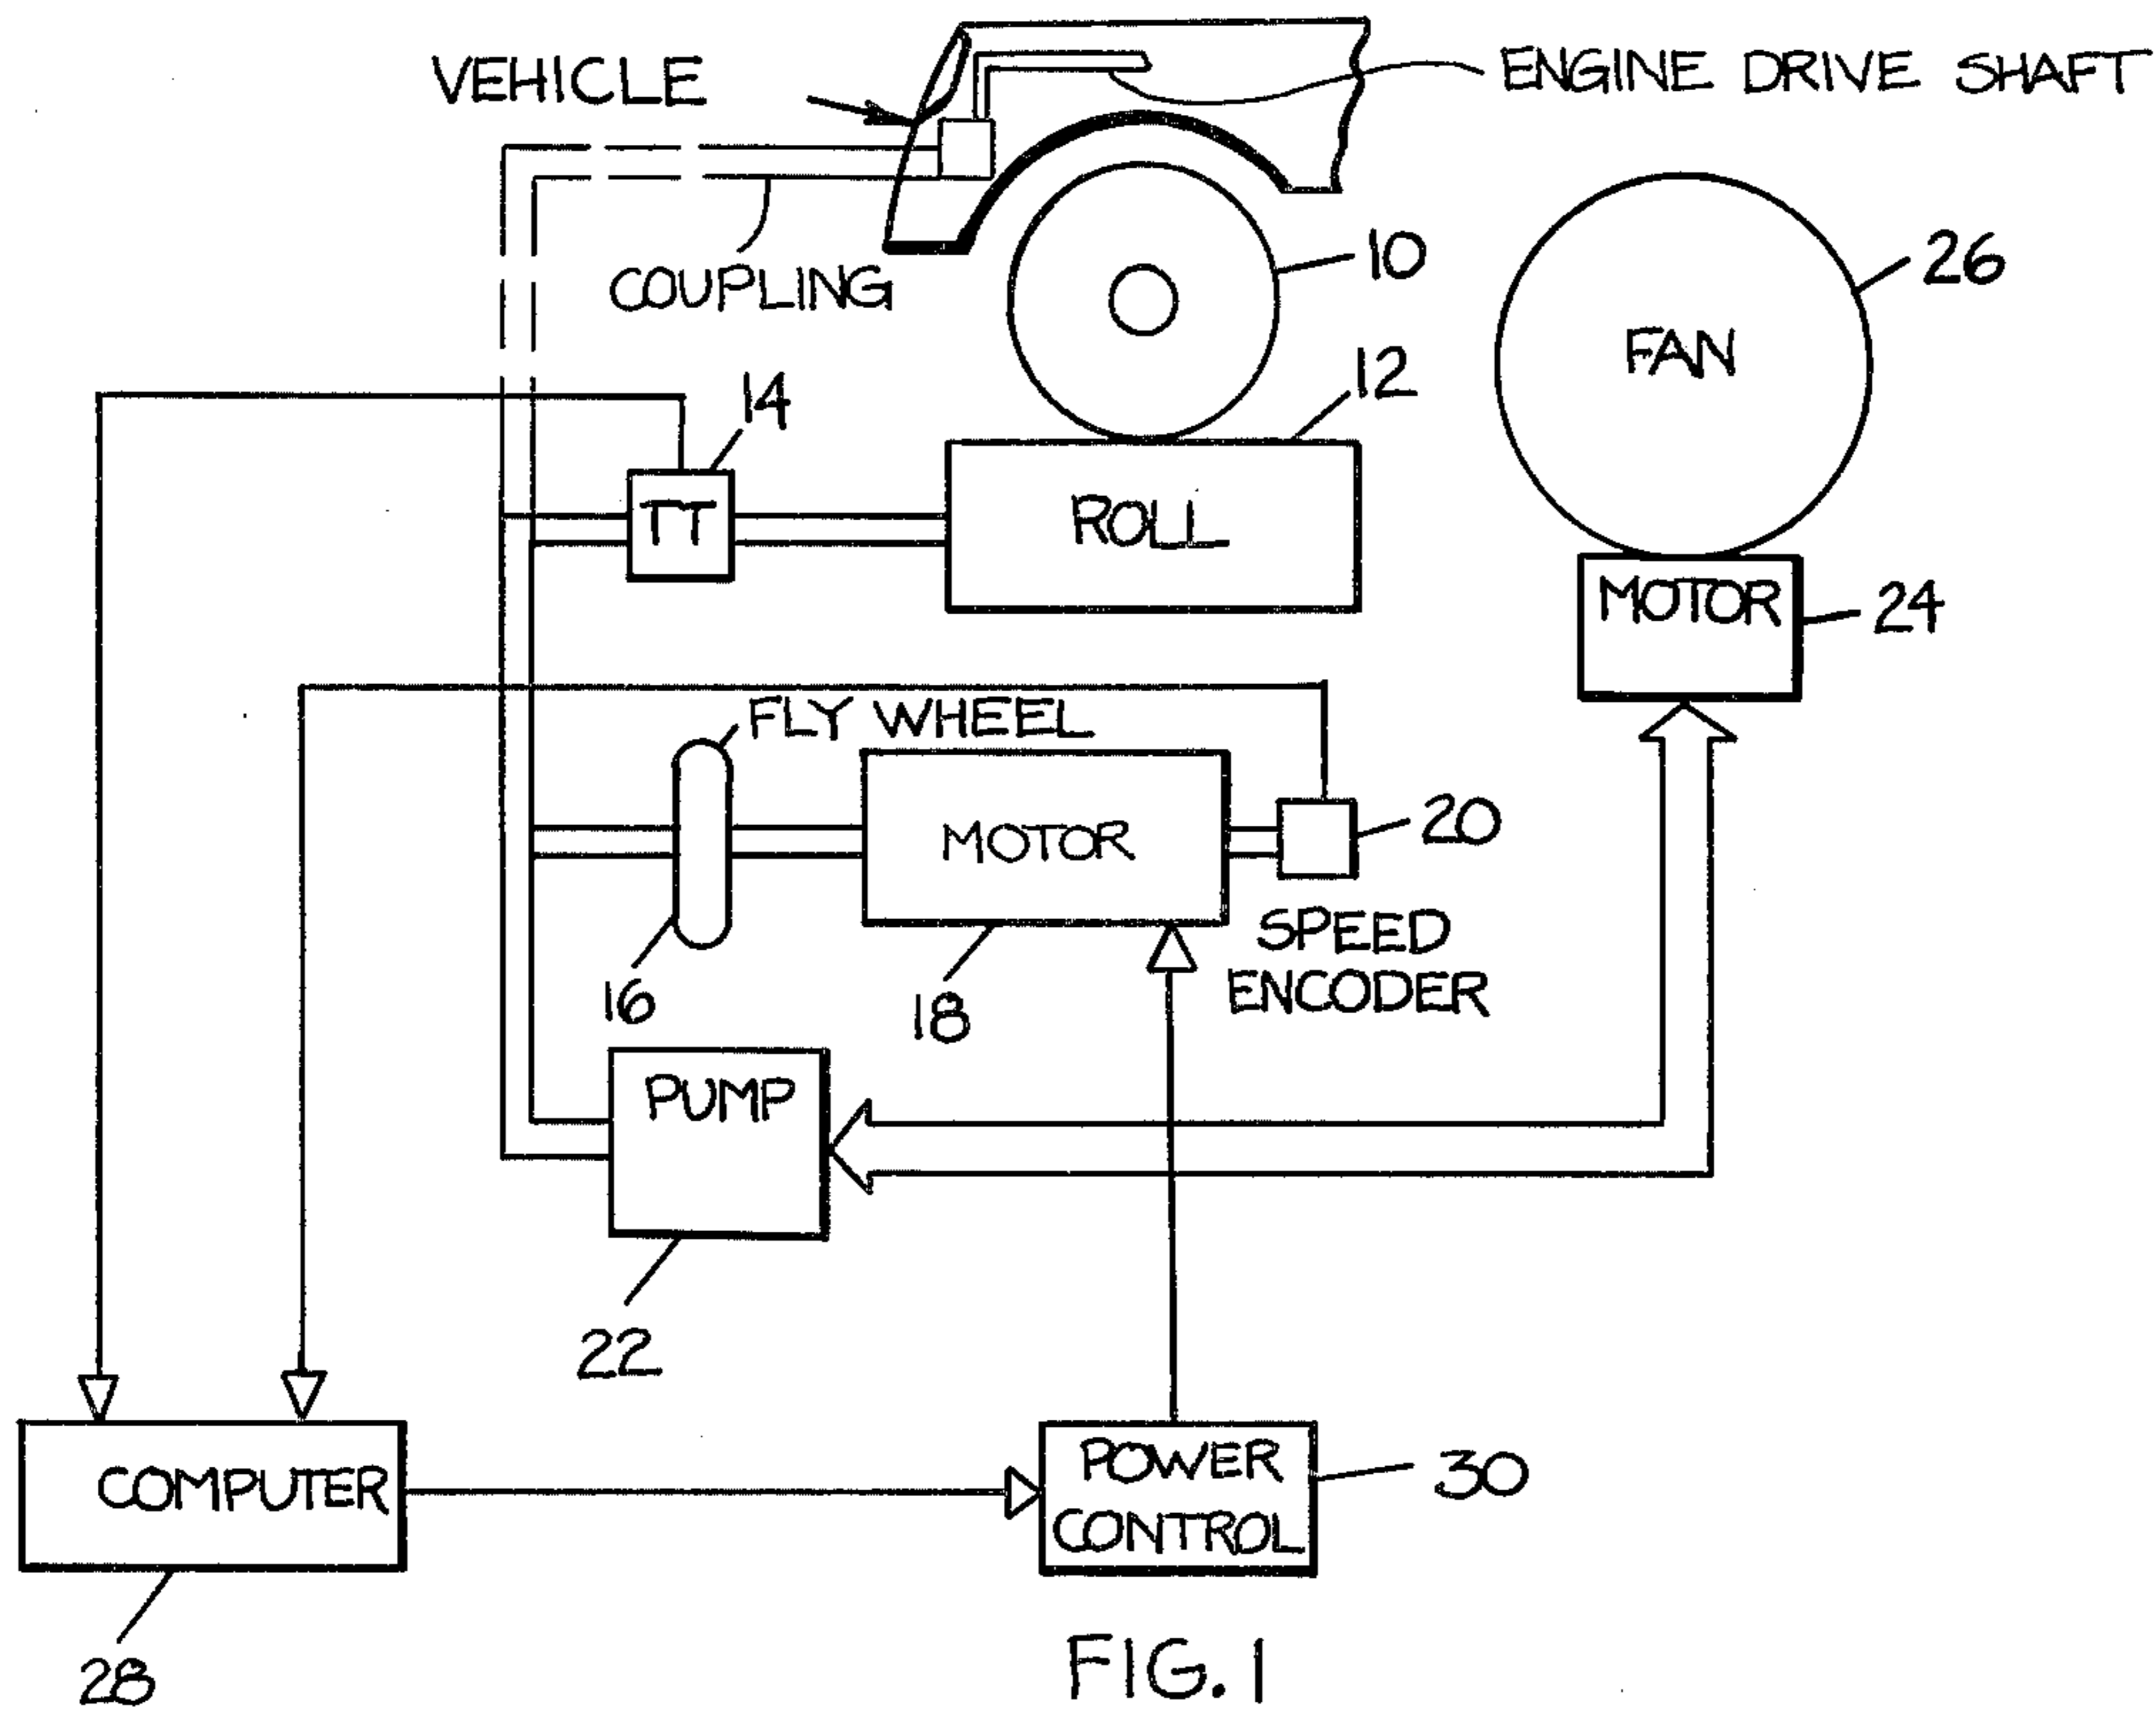 VEHICLE
ENGINE DRIVE SHAFT
COUPLING
10
26
FAN
12
14
TT
ROLL
MOTOR
24
FLY WHEEL
MOTOR
20
SPEED
ENCODER
16
18
PUMP
22
COMPUTER
POWER
CONTROL
30
28
FIG. 1